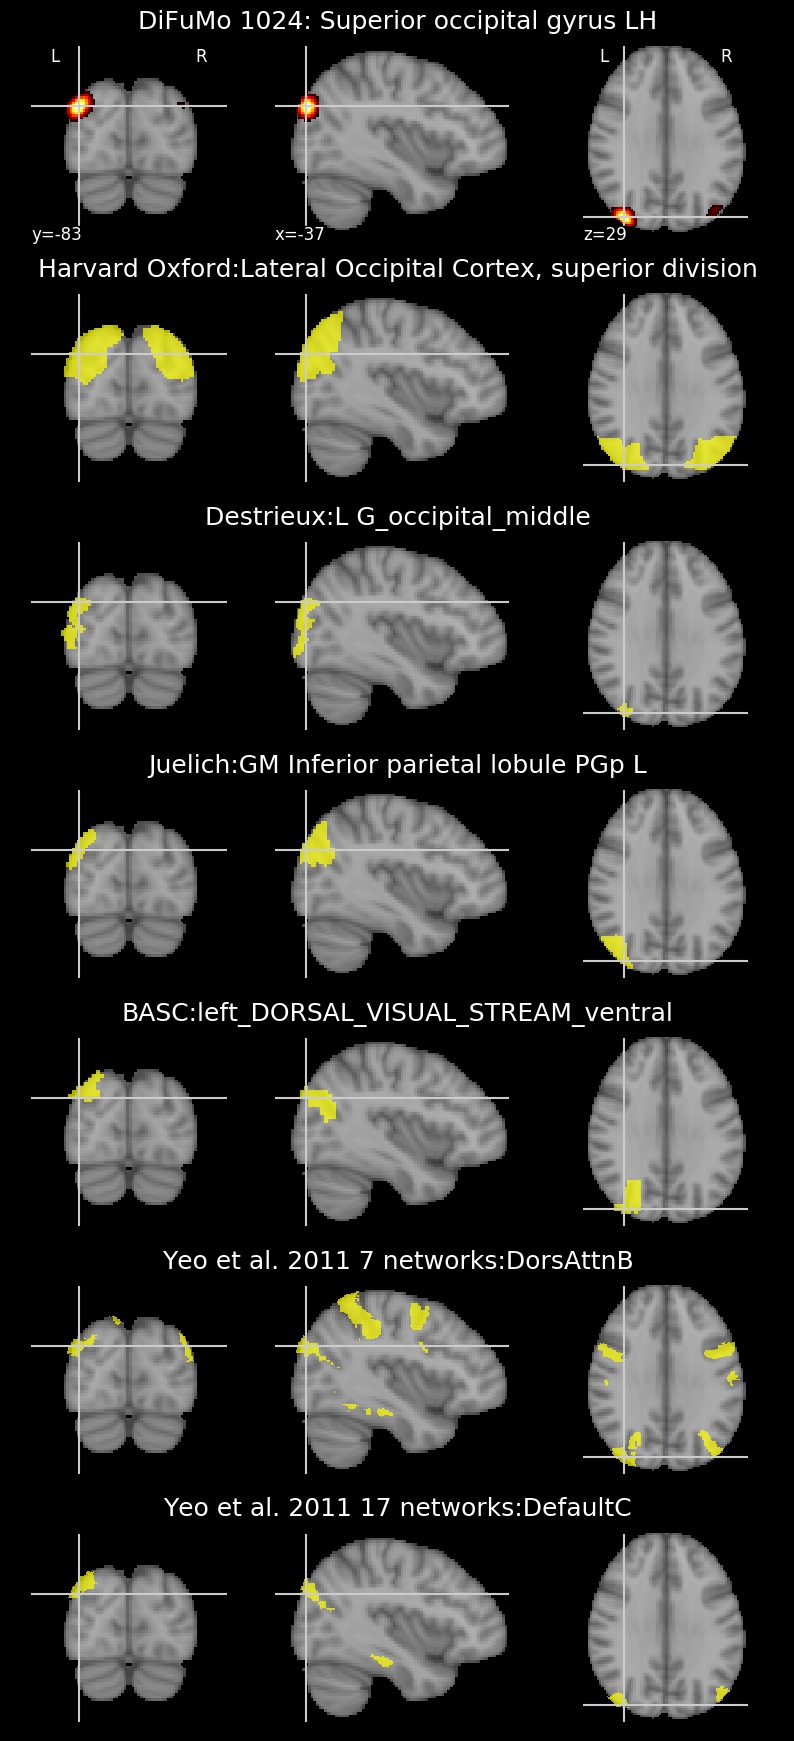 DiFuMo 1024: Superior occipital gyrus LH
L R L R
y=-83 x=-37 z=29
Harvard Oxford:Lateral Occipital Cortex, superior division
Destrieux:L G_occipital_middle
Juelich:GM Inferior parietal lobule PGp L
BASC:left_DORSAL_VISUAL_STREAM_ventral
Yeo et al. 2011 7 networks:DorsAttnB
Yeo et al. 2011 17 networks:DefaultC